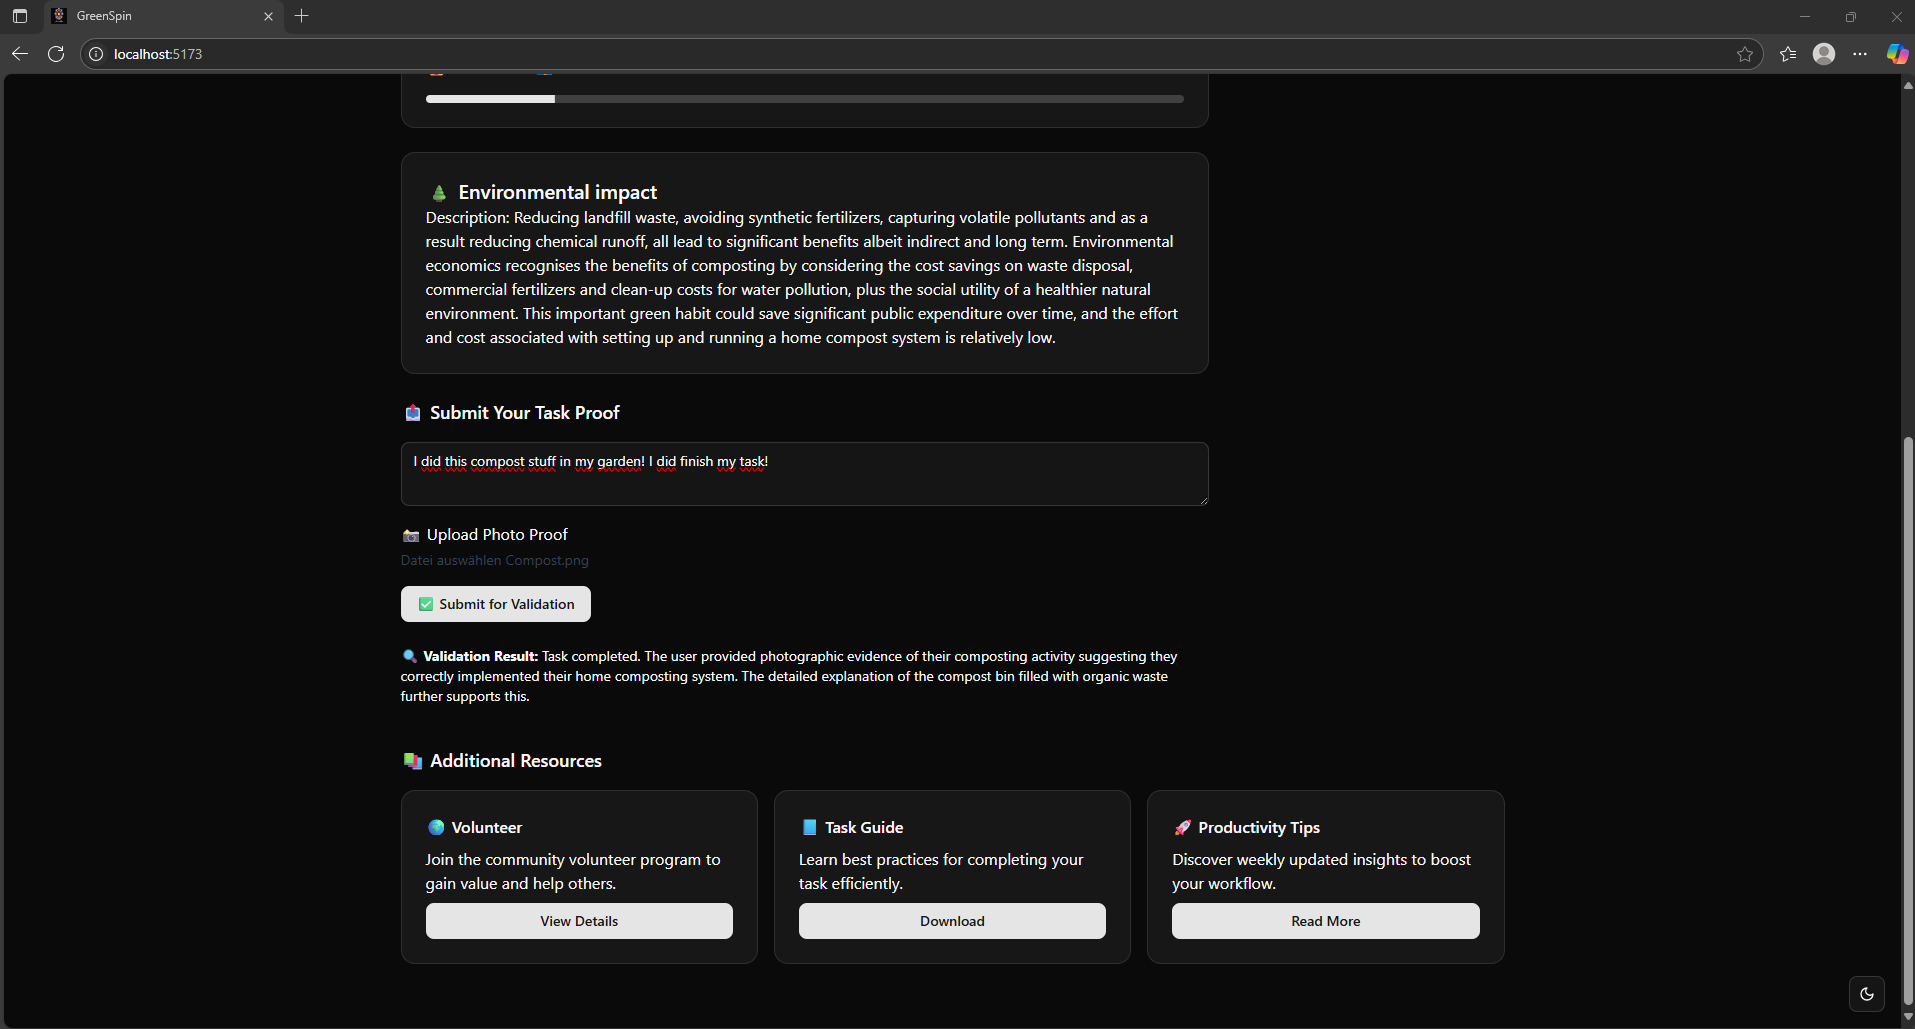 GreenSpin
localhost:5173
Environmental impact
Description: Reducing landfill waste, avoiding synthetic fertilizers, capturing volatile pollutants and as a
result reducing chemical runoff, all lead to significant benefits albeit indirect and long term. Environmental
economics recognises the benefits of composting by considering the cost savings on waste disposal,
commercial fertilizers and clean-up costs for water pollution, plus the social utility of a healthier natural
environment. This important green habit could save significant public expenditure over time, and the effort
and cost associated with setting up and running a home compost system is relatively low.
Submit Your Task Proof
I did this compost stuff in my garden! I did finish my task!
Upload Photo Proof
Datei auswählen Compost.png
Submit for Validation
Validation Result: Task completed. The user provided photographic evidence of their composting activity suggesting they
correctly implemented their home composting system. The detailed explanation of the compost bin filled with organic waste
further supports this.
Additional Resources
Volunteer
Join the community volunteer program to
gain value and help others.
View Details
Task Guide
Learn best practices for completing your
task efficiently.
Download
Productivity Tips
Discover weekly updated insights to boost
your workflow.
Read More